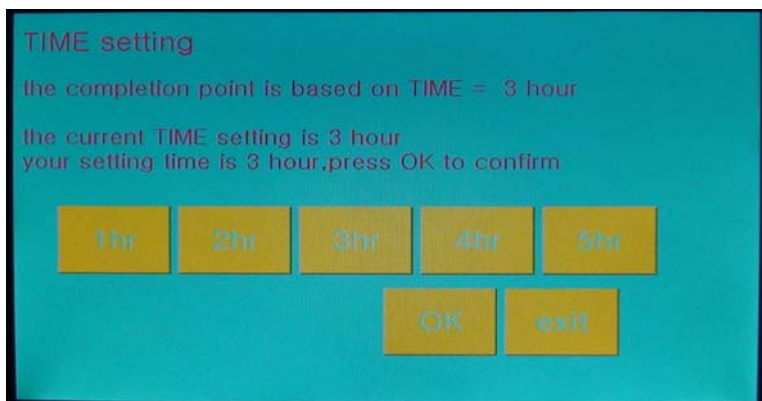 TIME setting
the completion point is based on TIME = 3 hour
the current TIME setting is 3 hour
your setting time is 3 hour,press OK to confirm
1hr 2hr 3hr 4hr 5hr
OK exit